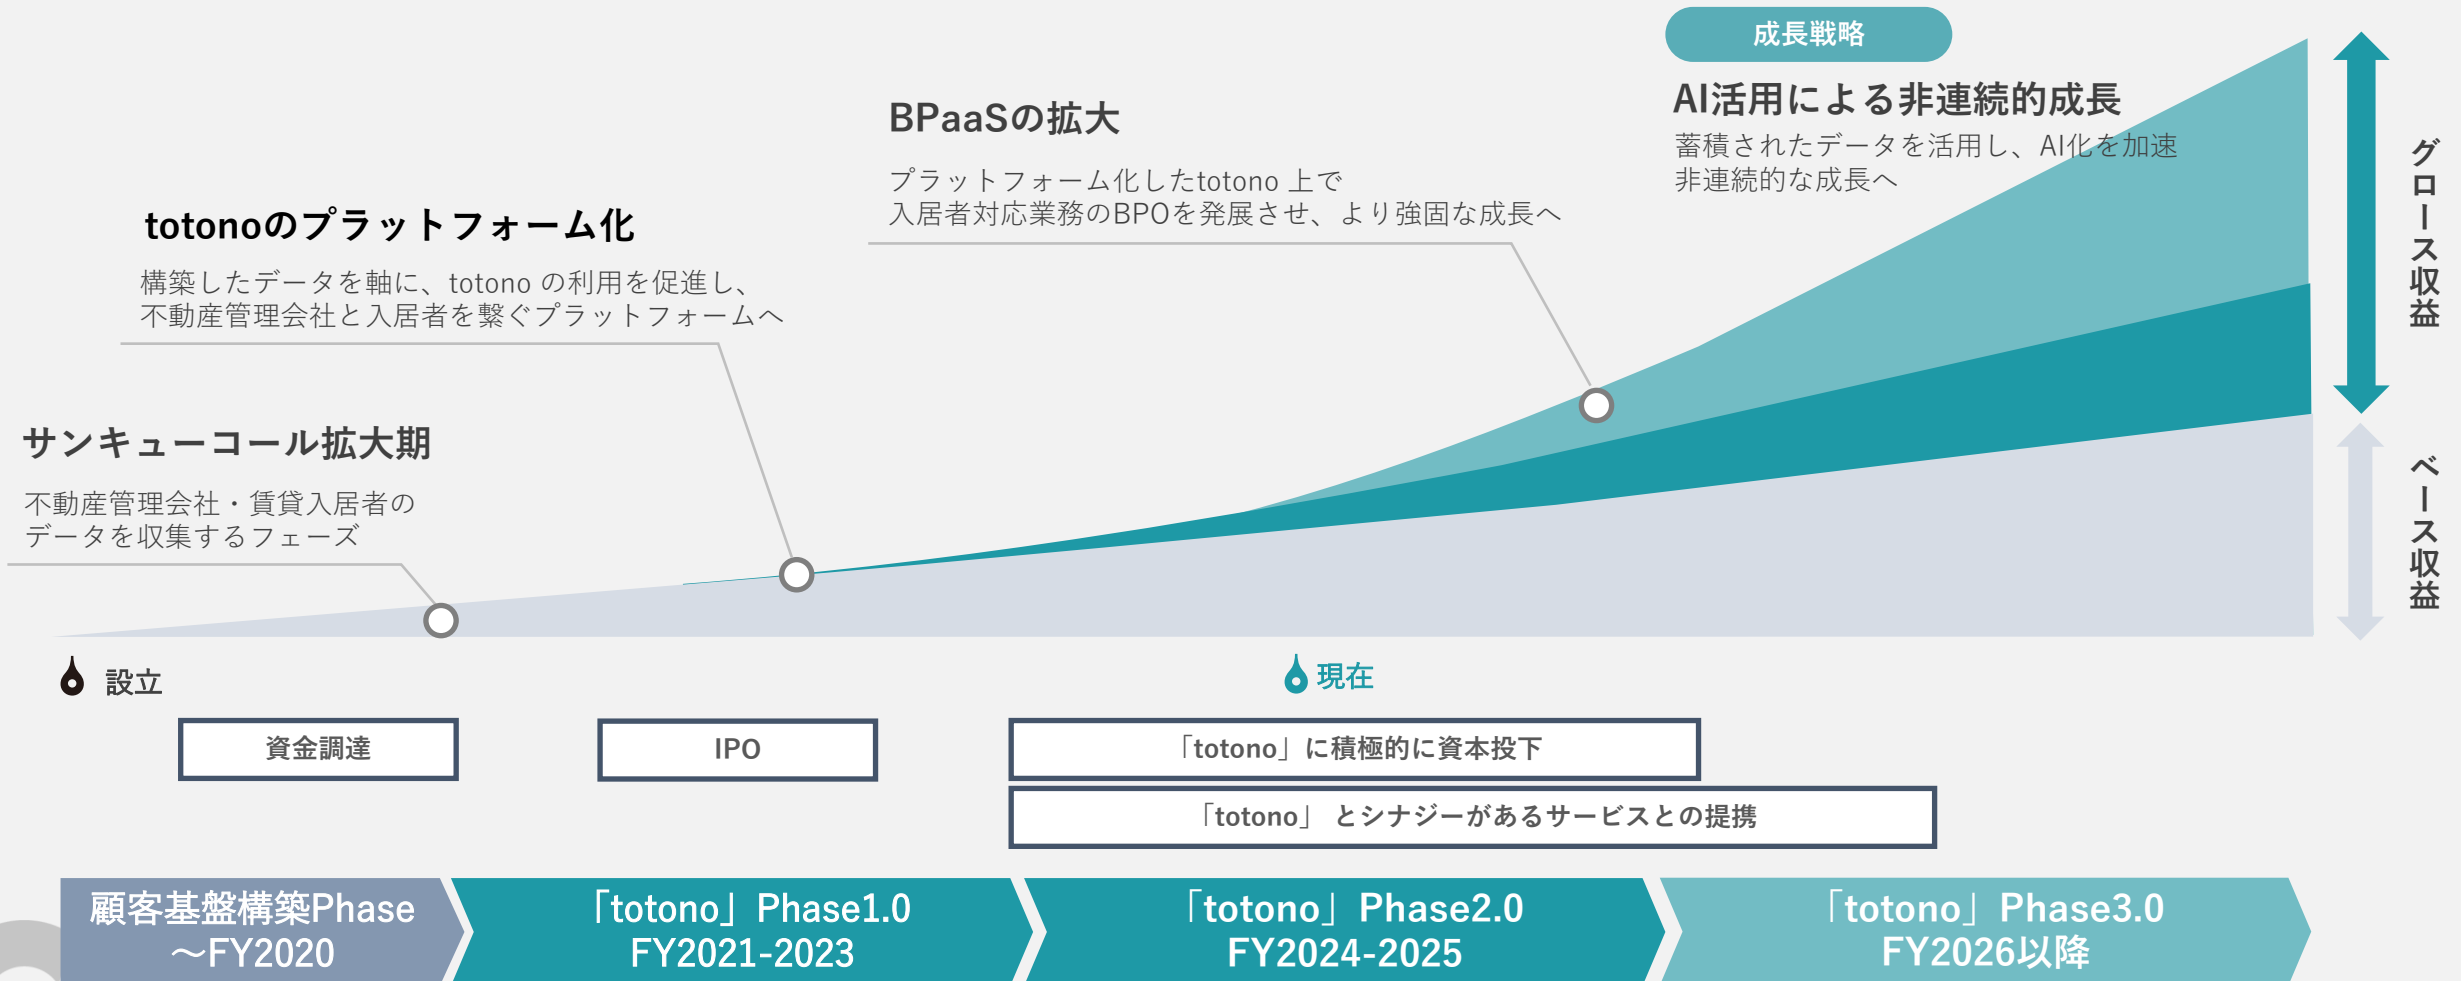 成長戦略
AI活用による非連続的成長
蓄積されたデータを活用し、AI化を加速
非連続的な成長へ
BPaaSの拡大
プラットフォーム化したtotono 上で
入居者対応業務のBPOを発展させ、より強固な成長へ
totonoのプラットフォーム化
構築したデータを軸に、totono の利用を促進し、
不動産管理会社と入居者を繋ぐプラットフォームへ
サンキューコール拡大期
不動産管理会社・賃貸入居者の
データを収集するフェーズ
グロース収益
ベース収益
設立
現在
資金調達
IPO
「totono」に積極的に資本投下
「totono」 とシナジーがあるサービスとの提携
顧客基盤構築Phase
～FY2020
「totono」Phase1.0
FY2021-2023
「totono」Phase2.0
FY2024-2025
「totono」Phase3.0
FY2026以降